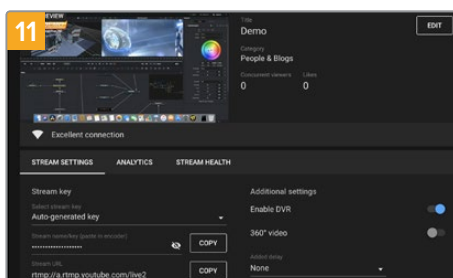 11
PREVIEW
Title
Demo
EDIT
Category
People & Blogs
Concurrent viewers
Likes
0
0
Excellent connection
STREAM SETTINGS
ANALYTICS
STREAM HEALTH
Stream key
Additional settings
Select stream key
Auto-generated key
Enable DVR
Stream name/key (paste in encoder)
360° video
····················
COPY
Stream URL
Added delay
rtmp://a.rtmp.youtube.com/live2
COPY
None